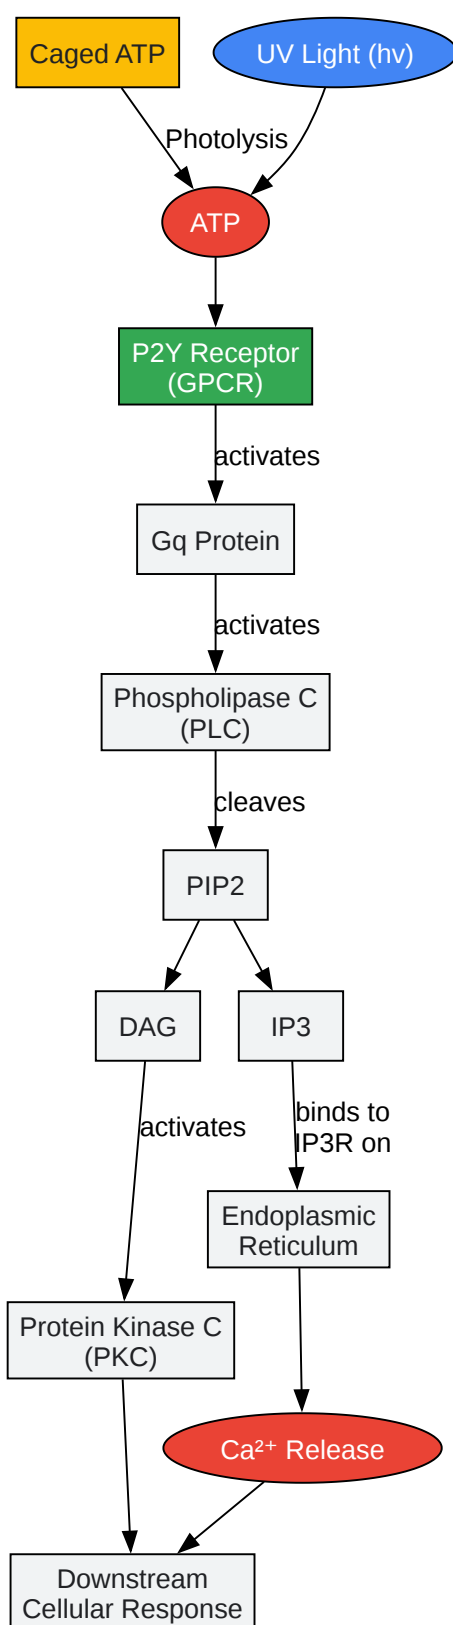 Caged ATP
UV Light (hv)
Photolysis
ATP
P2Y Receptor
(GPCR)
activates
Gq Protein
activates
Phospholipase C
(PLC)
cleaves
PIP2
DAG
IP3
activates
binds to
IP3R on
Endoplasmic
Reticulum
Protein Kinase C
(PKC)
Ca²⁺ Release
Downstream
Cellular Response